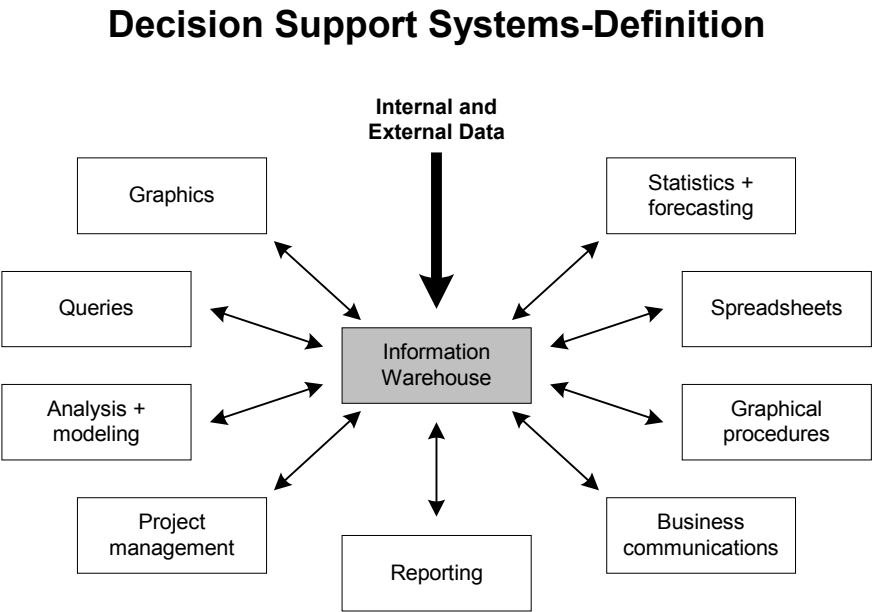 Decision Support Systems-Definition
Internal and
External Data
Graphics
Statistics +
forecasting
Queries
Spreadsheets
Information
Warehouse
Analysis +
modeling
Graphical
procedures
Project
management
Business
communications
Reporting